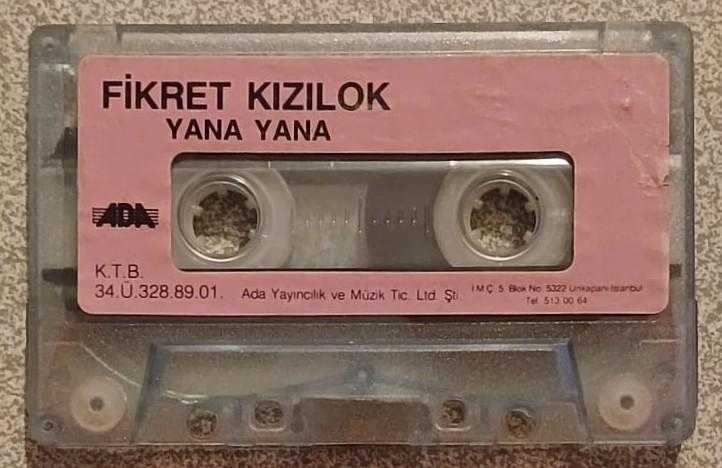 FİKRET KIZILOK
YANA YANA
ADA
K.T.B.
34.Ü.328.89.01.
Ada Yayıncılık ve Müzik Tic. Ltd. Şti.
İ.M.Ç. 5. Blok No: 5322 Unkapanı-İstanbul
Tel: 513 00 64